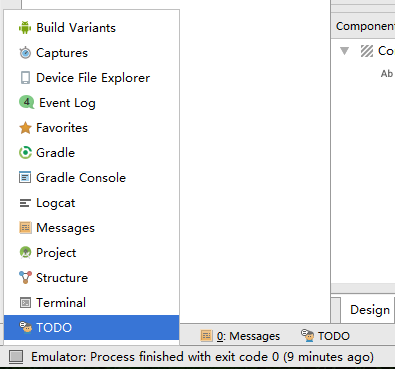 Build Variants
Captures
Device File Explorer
4 Event Log
Favorites
Gradle
Gradle Console
Logcat
Messages
Project
Structure
Terminal
TODO
Component
Co
Ab
Design
0: Messages
TODO
Emulator: Process finished with exit code 0 (9 minutes ago)